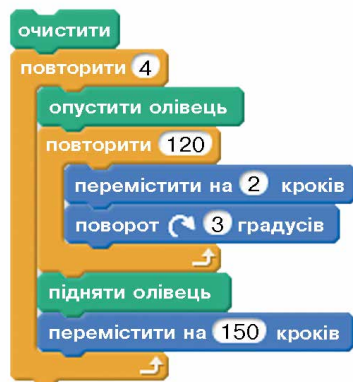 очистити
повторити 4
опустити олівець
повторити 120
перемістити на 2 кроків
поворот 3 градусів
підняти олівець
перемістити на 150 кроків